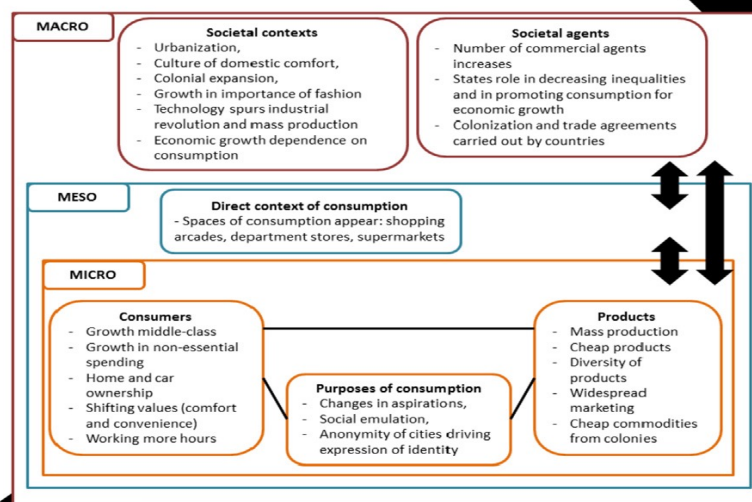 MACRO
Societal contexts
- Urbanization,
- Culture of domestic comfort,
- Colonial expansion,
- Growth in importance of fashion
- Technology spurs industrial
revolution and mass production
- Economic growth dependence on
consumption
Societal agents
- Number of commercial agents
increases
- States role in decreasing inequalities
and in promoting consumption for
economic growth
- Colonization and trade agreements
carried out by countries
MESO
Direct context of consumption
- Spaces of consumption appear: shopping
arcades, department stores, supermarkets
MICRO
Consumers
- Growth middle-class
- Growth in non-essential
spending
- Home and car
ownership
- Shifting values (comfort
and convenience)
- Working more hours
Purposes of consumption
- Changes in aspirations,
- Social emulation,
- Anonymity of cities driving
expression of identity
Products
- Mass production
- Cheap products
- Diversity of
products
- Widespread
marketing
- Cheap commodities
from colonies